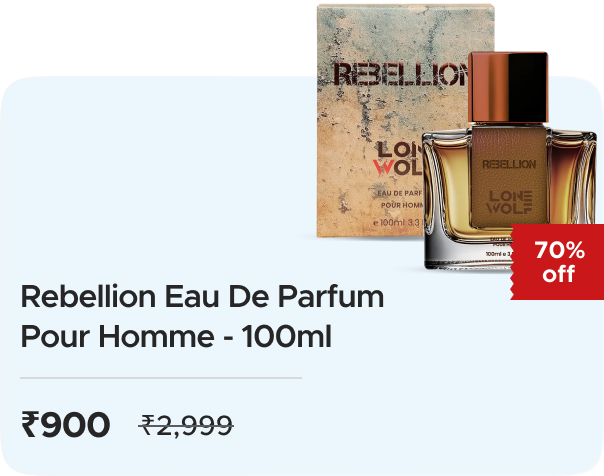 REBELLION
LONE
WOLF
EAU DE PARF
POUR HOMM
e 100ml 3.3
REBELLION
LONE
WOLF
100ml e 3.
70%
off
Rebellion Eau De Parfum
Pour Homme - 100ml
₹900 ₹2,999